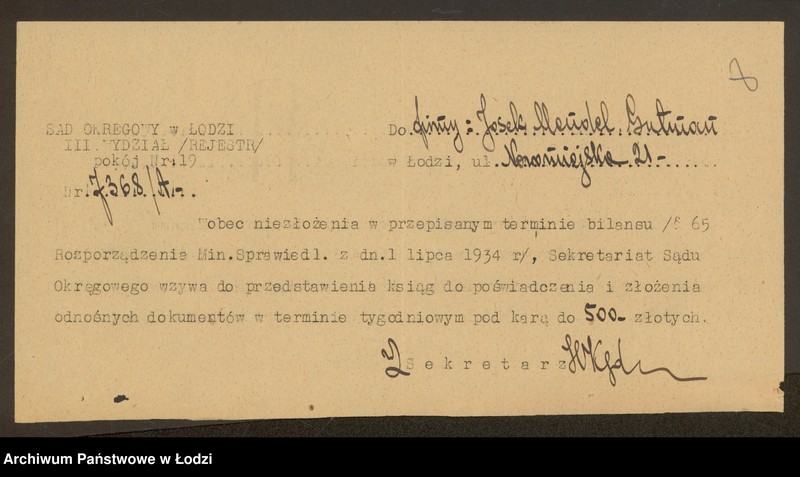 8
SĄD OKRĘGOWY w ŁODZI
III WYDZIAŁ /REJESTR/
pokój Nr.19
Nr. 7368/A-.
Do firmy: Josek Mendel Gutman
w Łodzi, ul. Nowomiejska 21-
Wobec niezłożenia w przepisanym terminie bilansu /§ 65
Rozporządzenia Min.Sprawiedl. z dn.1 lipca 1934 r/, Sekretariat Sądu
Okręgowego wzywa do przedstawienia ksiąg do poświadczenia i złożenia
odnośnych dokumentów w terminie tygodniowym pod karą do 500- złotych.
Sekretarz
Archiwum Państwowe w Łodzi